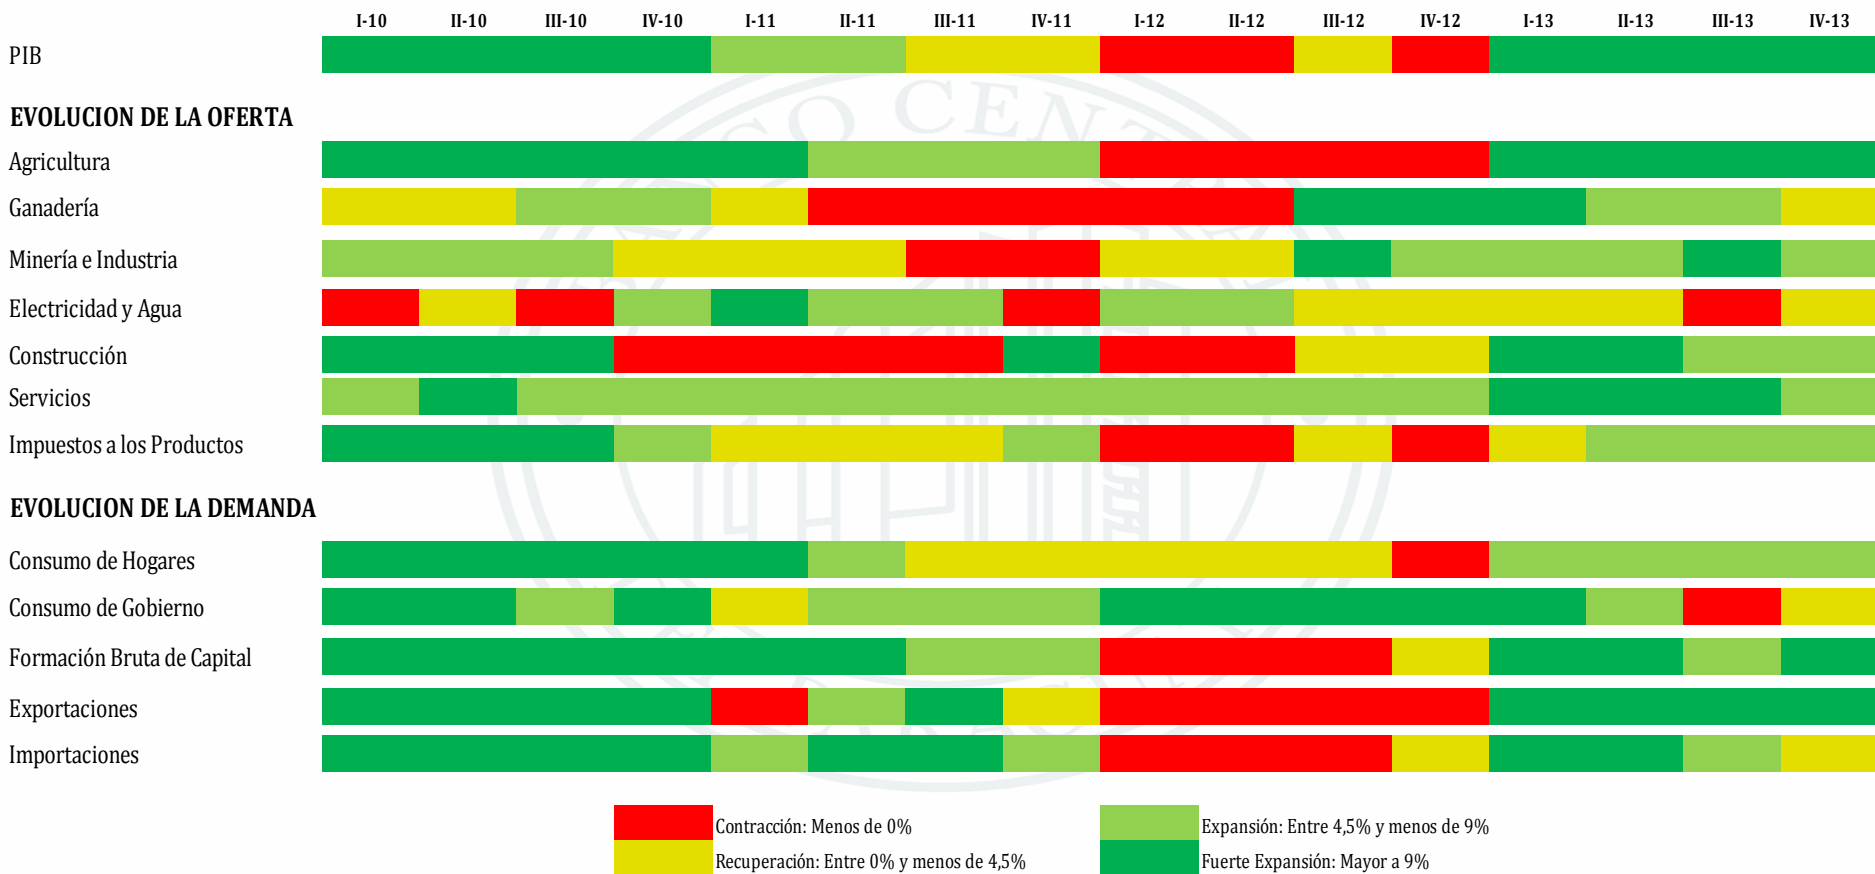 I-10 II-10 III-10 IV-10 I-11 II-11 III-11 IV-11 I-12 II-12 III-12 IV-12 I-13 II-13 III-13 IV-13
PIB
EVOLUCION DE LA OFERTA
Agricultura
Ganadería
Minería e Industria
Electricidad y Agua
Construcción
Servicios
Impuestos a los Productos
EVOLUCION DE LA DEMANDA
Consumo de Hogares
Consumo de Gobierno
Formación Bruta de Capital
Exportaciones
Importaciones
Contracción: Menos de 0%
Expansión: Entre 4,5% y menos de 9%
Recuperación: Entre 0% y menos de 4,5%
Fuerte Expansión: Mayor a 9%